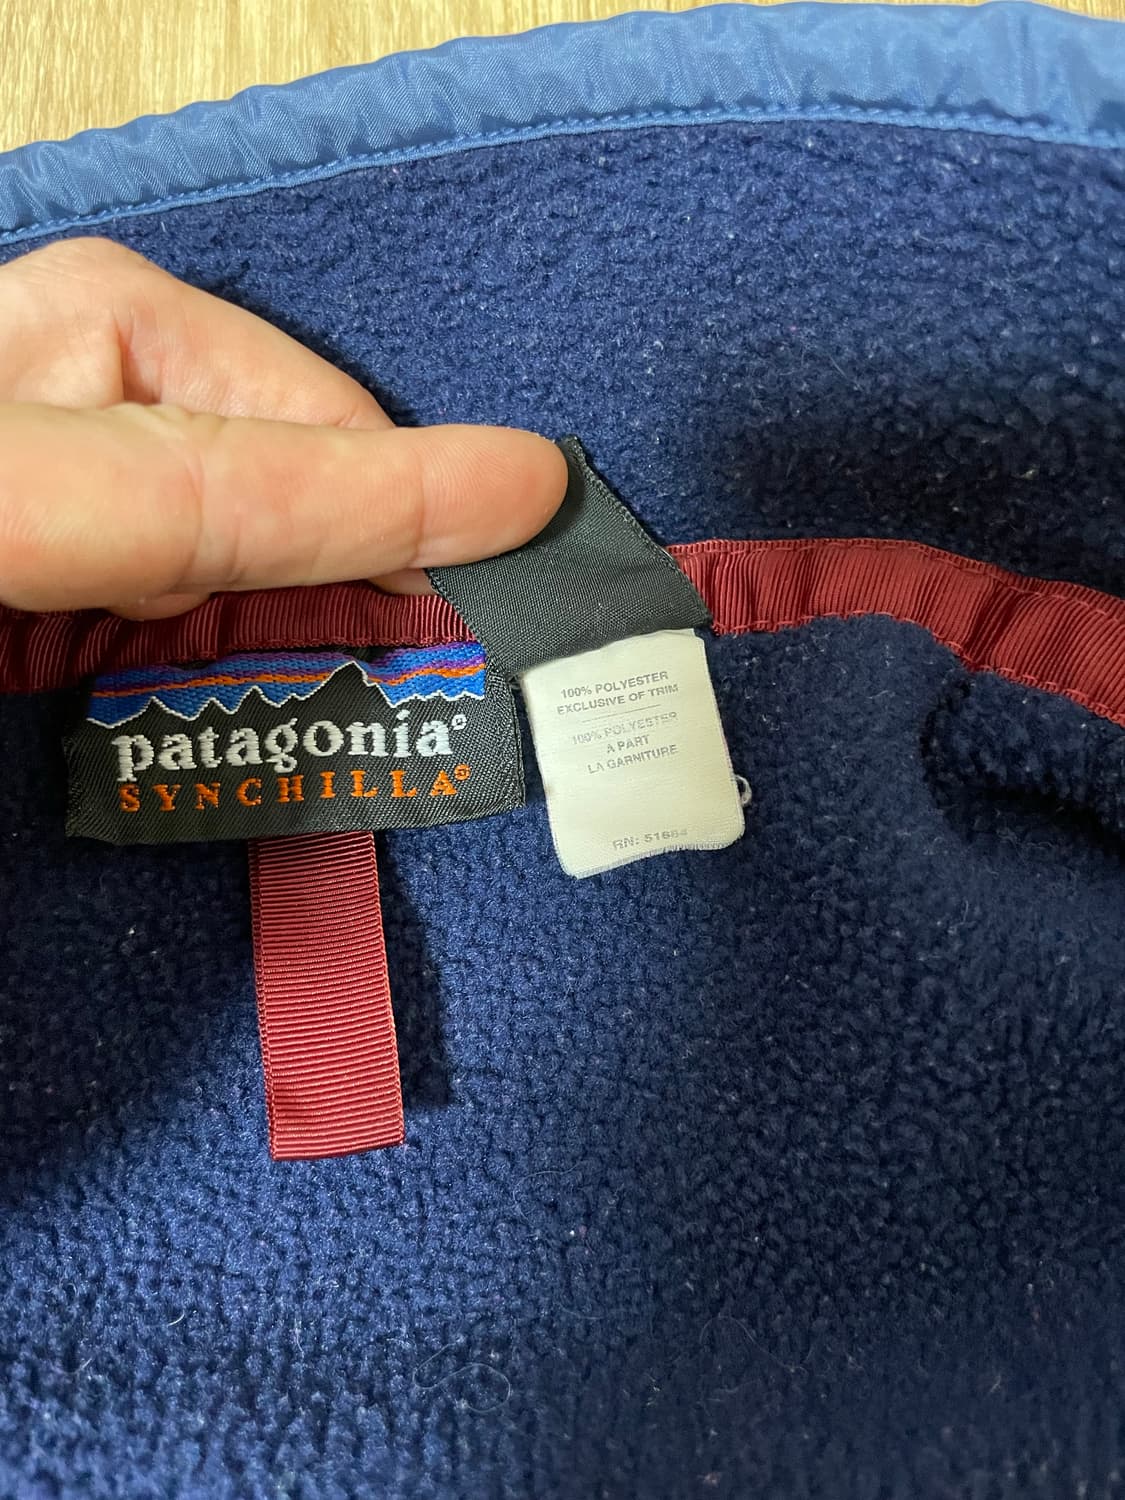 patagonia®
SYNCHILLA®
100% POLYESTER
EXCLUSIVE OF TRIM
100% POLYESTER
À PART
LA GARNITURE
RN: 51884